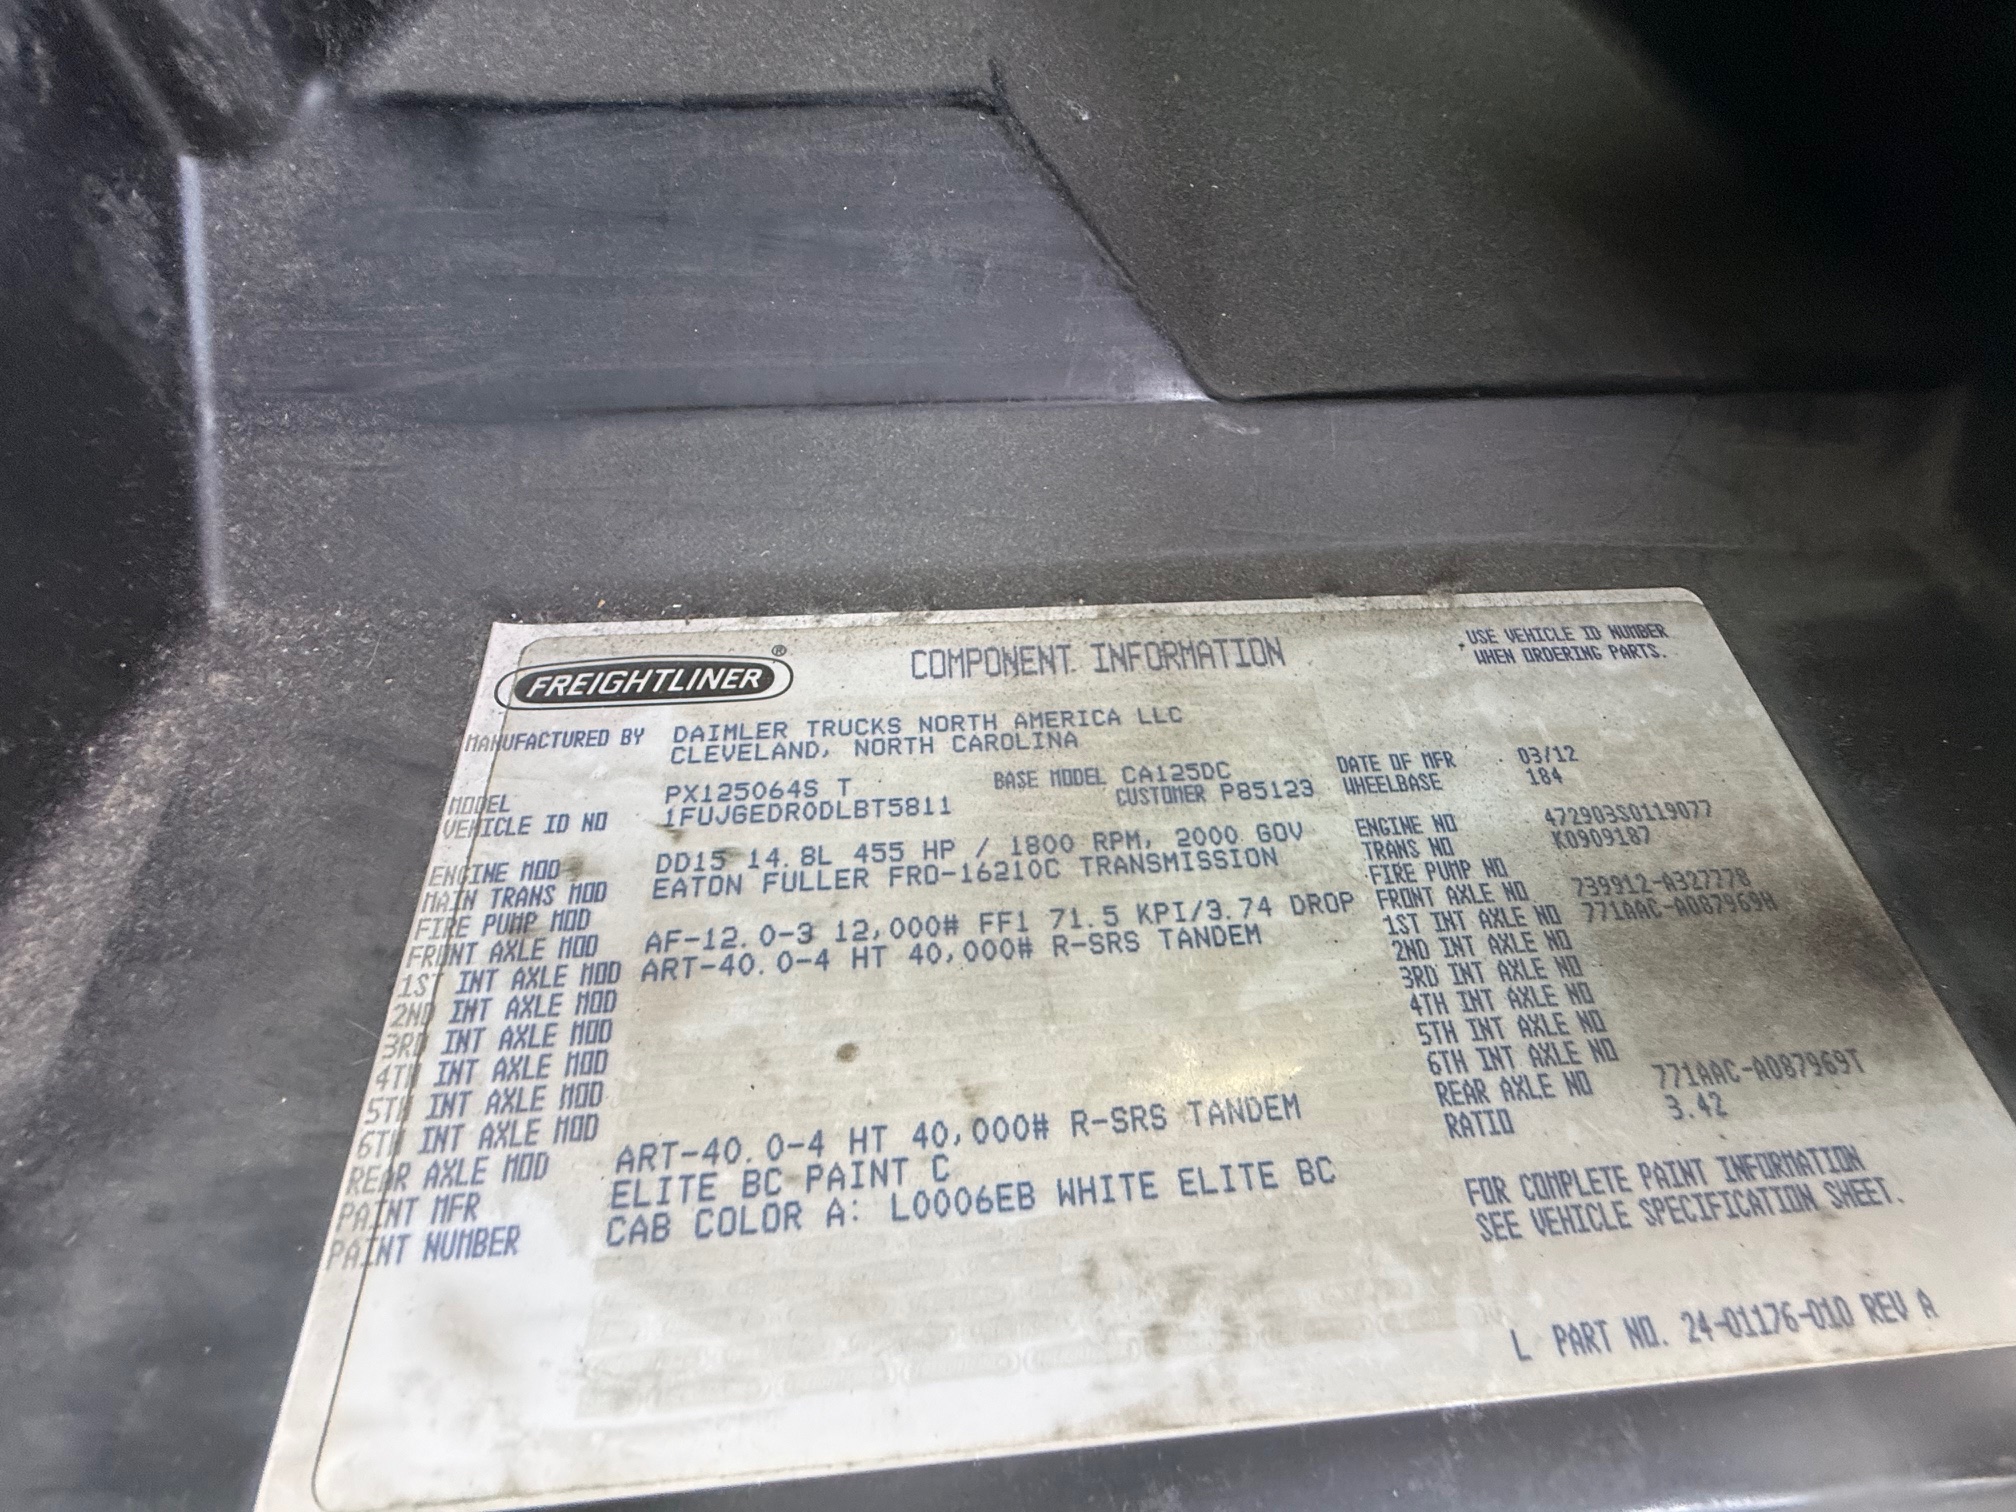 FREIGHTLINER®
COMPONENT INFORMATION
USE VEHICLE ID NUMBER
WHEN ORDERING PARTS.
MANUFACTURED BY DAIMLER TRUCKS NORTH AMERICA LLC
CLEVELAND, NORTH CAROLINA
DATE OF MFR 03/12
MODEL PX125064S T BASE MODEL CA125DC WHEELBASE 184
VEHICLE ID NO 1FUJGEDR0DLBT5811 CUSTOMER P85123
ENGINE MOD DD15 14.8L 455 HP / 1800 RPM, 2000 GOV ENGINE NO 472903S0119077
MAIN TRANS MOD EATON FULLER FRO-16210C TRANSMISSION TRANS NO K0909187
FIRE PUMP MOD FIRE PUMP NO
FRONT AXLE MOD AF-12.0-3 12,000# FF1 71.5 KPI/3.74 DROP FRONT AXLE NO 739912-A327778
1ST INT AXLE MOD ART-40.0-4 HT 40,000# R-SRS TANDEM 1ST INT AXLE NO 771AAC-A087969H
2ND INT AXLE MOD 2ND INT AXLE NO
3RD INT AXLE MOD 3RD INT AXLE NO
4TH INT AXLE MOD 4TH INT AXLE NO
5TH INT AXLE MOD 5TH INT AXLE NO
6TH INT AXLE MOD 6TH INT AXLE NO
REAR AXLE MOD ART-40.0-4 HT 40,000# R-SRS TANDEM REAR AXLE NO 771AAC-A087969T
PAINT MFR ELITE BC PAINT C RATIO 3.42
PAINT NUMBER CAB COLOR A: L0006EB WHITE ELITE BC
FOR COMPLETE PAINT INFORMATION
SEE VEHICLE SPECIFICATION SHEET.
L PART NO. 24-01176-010 REV A